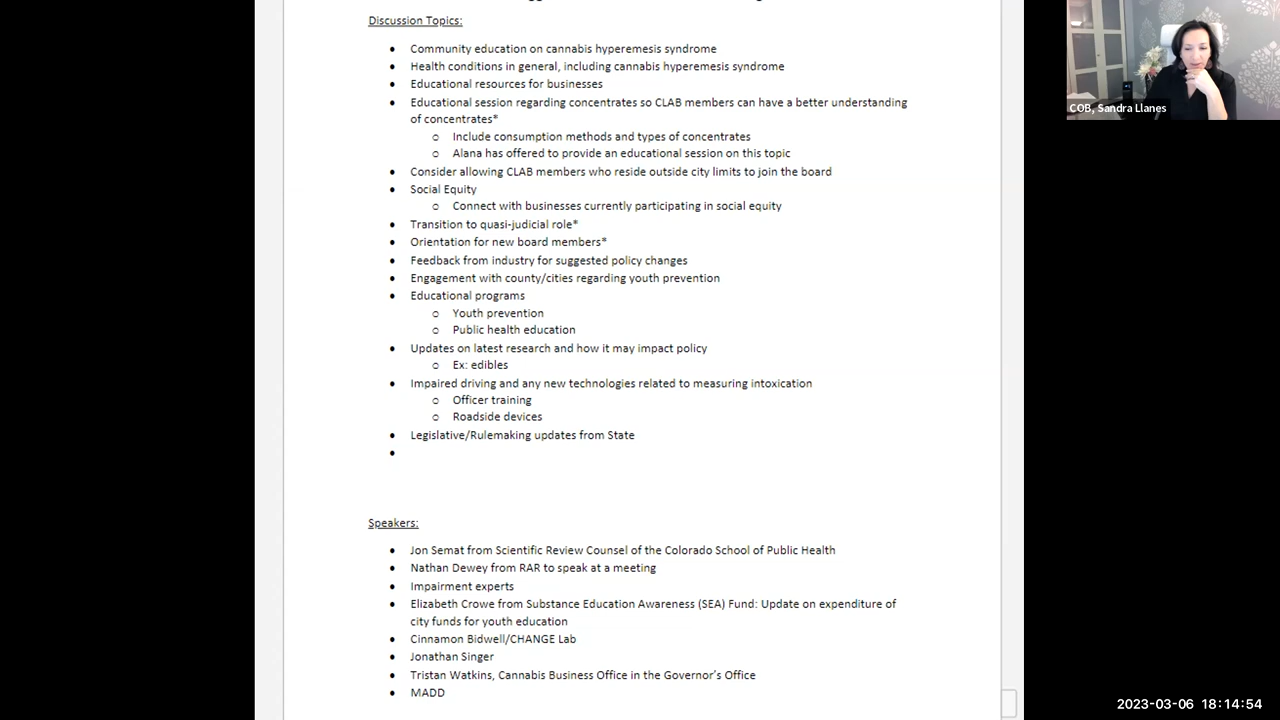 Discussion Topics:
• Community education on cannabis hyperemesis syndrome
• Health conditions in general, including cannabis hyperemesis syndrome
• Educational resources for businesses
• Educational session regarding concentrates so CLAB members can have a better understanding
of concentrates*
o Include consumption methods and types of concentrates
o Alana has offered to provide an educational session on this topic
• Consider allowing CLAB members who reside outside city limits to join the board
• Social Equity
o Connect with businesses currently participating in social equity
• Transition to quasi-judicial role*
• Orientation for new board members*
• Feedback from industry for suggested policy changes
• Engagement with county/cities regarding youth prevention
• Educational programs
o Youth prevention
o Public health education
• Updates on latest research and how it may impact policy
o Ex: edibles
• Impaired driving and any new technologies related to measuring intoxication
o Officer training
o Roadside devices
• Legislative/Rulemaking updates from State
•
Speakers:
• Jon Semat from Scientific Review Counsel of the Colorado School of Public Health
• Nathan Dewey from RAR to speak at a meeting
• Impairment experts
• Elizabeth Crowe from Substance Education Awareness (SEA) Fund: Update on expenditure of
city funds for youth education
• Cinnamon Bidwell/CHANGE Lab
• Jonathan Singer
• Tristan Watkins, Cannabis Business Office in the Governor's Office
• MADD
COB, Sandra Llanes
2023-03-06 18:14:54